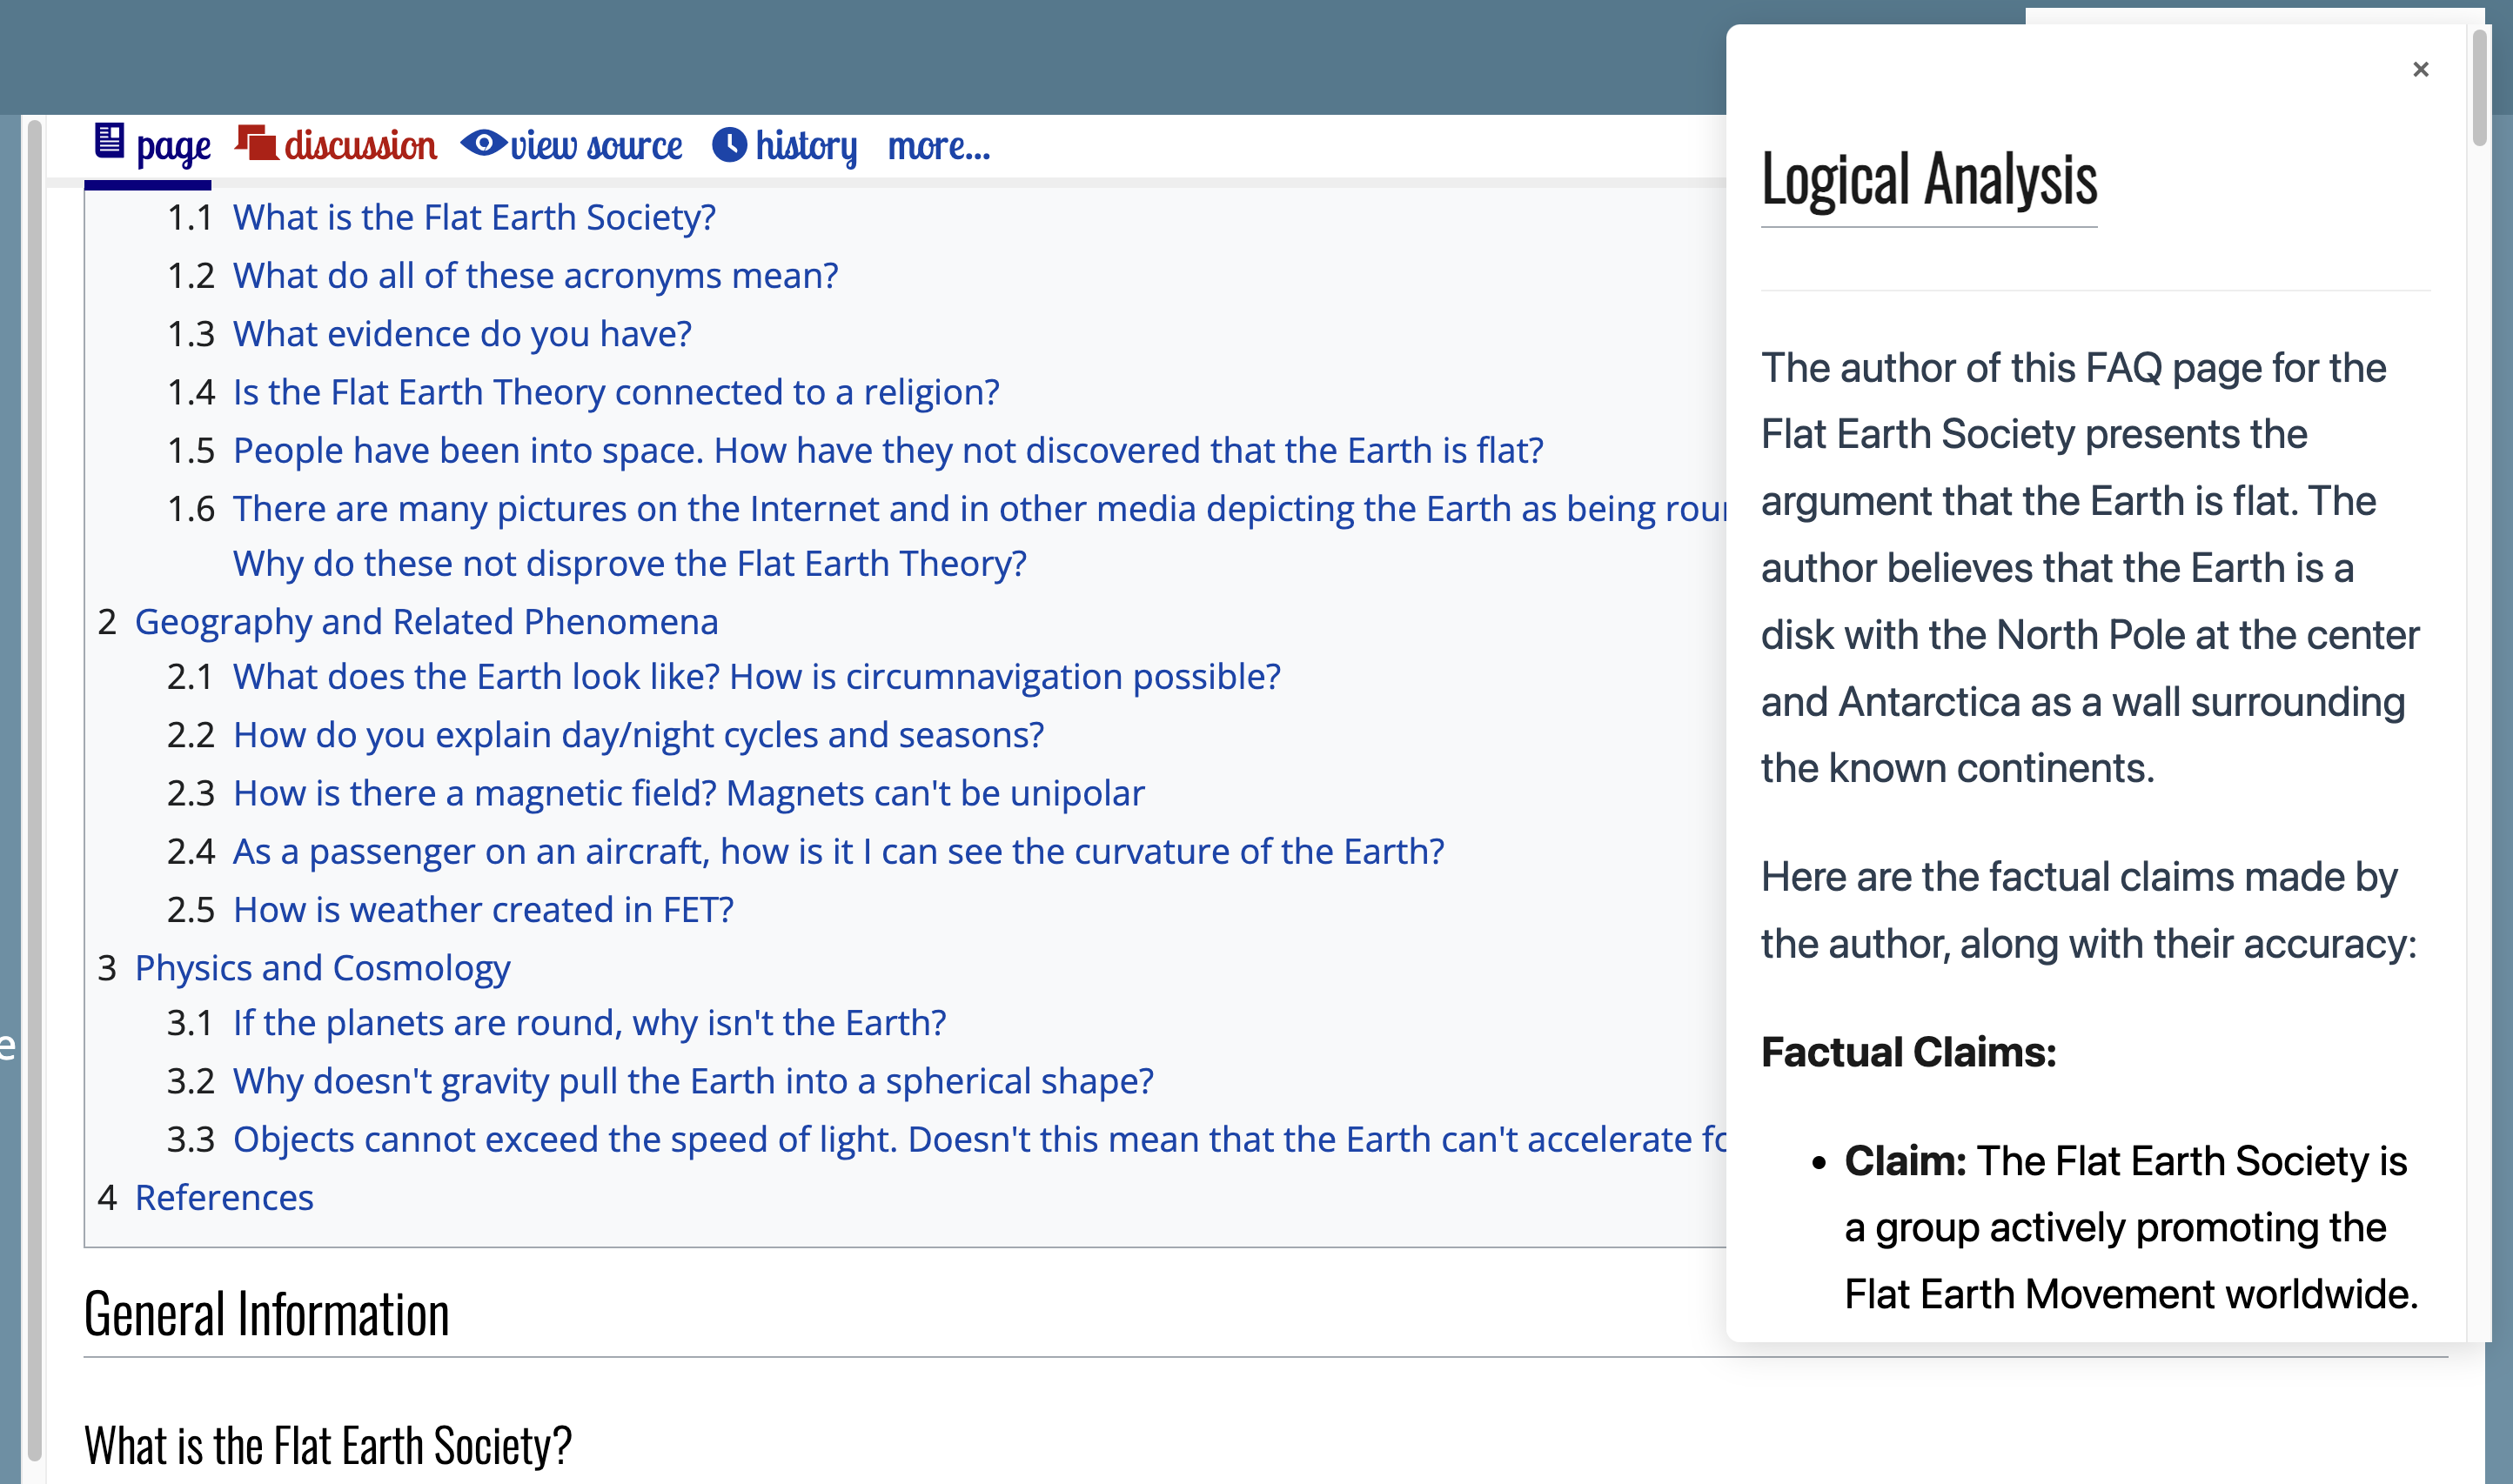 page discussion view source history more...
1.1 What is the Flat Earth Society?
1.2 What do all of these acronyms mean?
1.3 What evidence do you have?
1.4 Is the Flat Earth Theory connected to a religion?
1.5 People have been into space. How have they not discovered that the Earth is flat?
1.6 There are many pictures on the Internet and in other media depicting the Earth as being
Why do these not disprove the Flat Earth Theory?
2 Geography and Related Phenomena
2.1 What does the Earth look like? How is circumnavigation possible?
2.2 How do you explain day/night cycles and seasons?
2.3 How is there a magnetic field? Magnets can't be unipolar
2.4 As a passenger on an aircraft, how is it I can see the curvature of the Earth?
2.5 How is weather created in FET?
3 Physics and Cosmology
3.1 If the planets are round, why isn't the Earth?
3.2 Why doesn't gravity pull the Earth into a spherical shape?
3.3 Objects cannot exceed the speed of light. Doesn't this mean that the Earth can't accelerate
4 References
General Information
What is the Flat Earth Society?
×
Logical Analysis
The author of this FAQ page for the
Flat Earth Society presents the
argument that the Earth is flat. The
author believes that the Earth is a
disk with the North Pole at the center
and Antarctica as a wall surrounding
the known continents.
Here are the factual claims made by
the author, along with their accuracy:
Factual Claims:
• Claim: The Flat Earth Society is
a group actively promoting the
Flat Earth Movement worldwide.